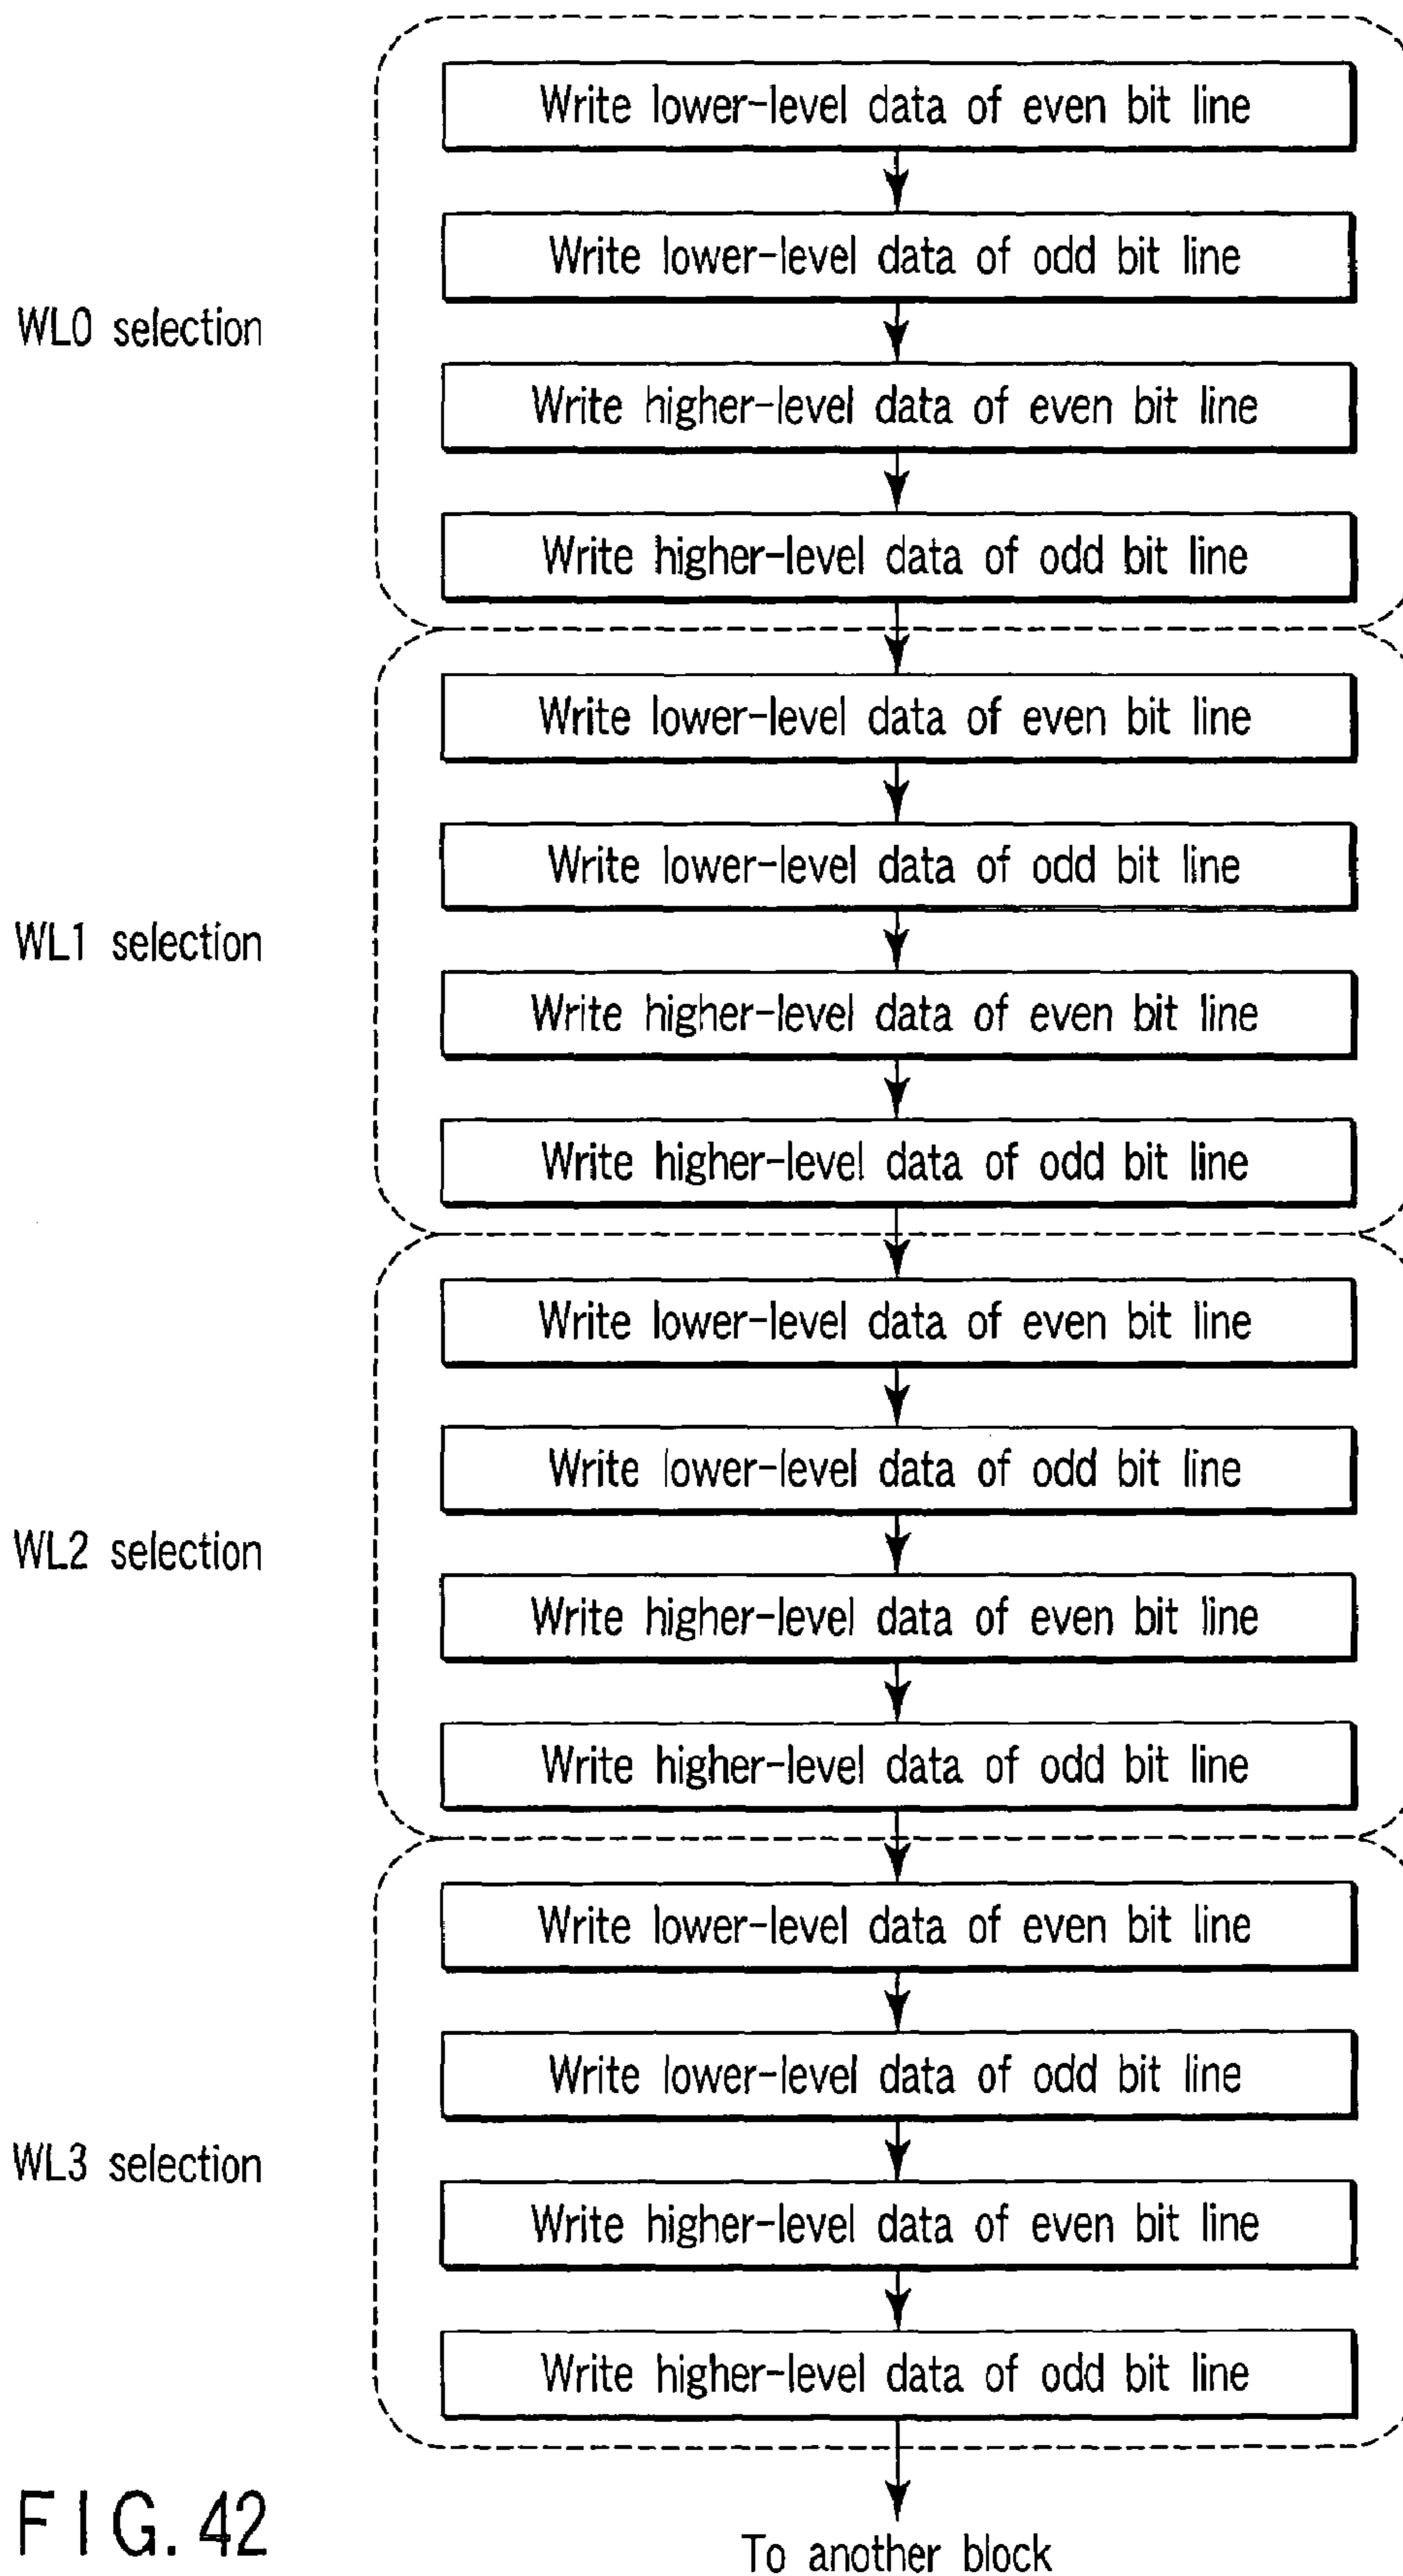 Write lower-level data of even bit line
Write lower-level data of odd bit line
WL0 selection
Write higher-level data of even bit line
Write higher-level data of odd bit line
Write lower-level data of even bit line
Write lower-level data of odd bit line
WL1 selection
Write higher-level data of even bit line
Write higher-level data of odd bit line
Write lower-level data of even bit line
Write lower-level data of odd bit line
WL2 selection
Write higher-level data of even bit line
Write higher-level data of odd bit line
Write lower-level data of even bit line
Write lower-level data of odd bit line
WL3 selection
Write higher-level data of even bit line
Write higher-level data of odd bit line
FIG. 42
To another block